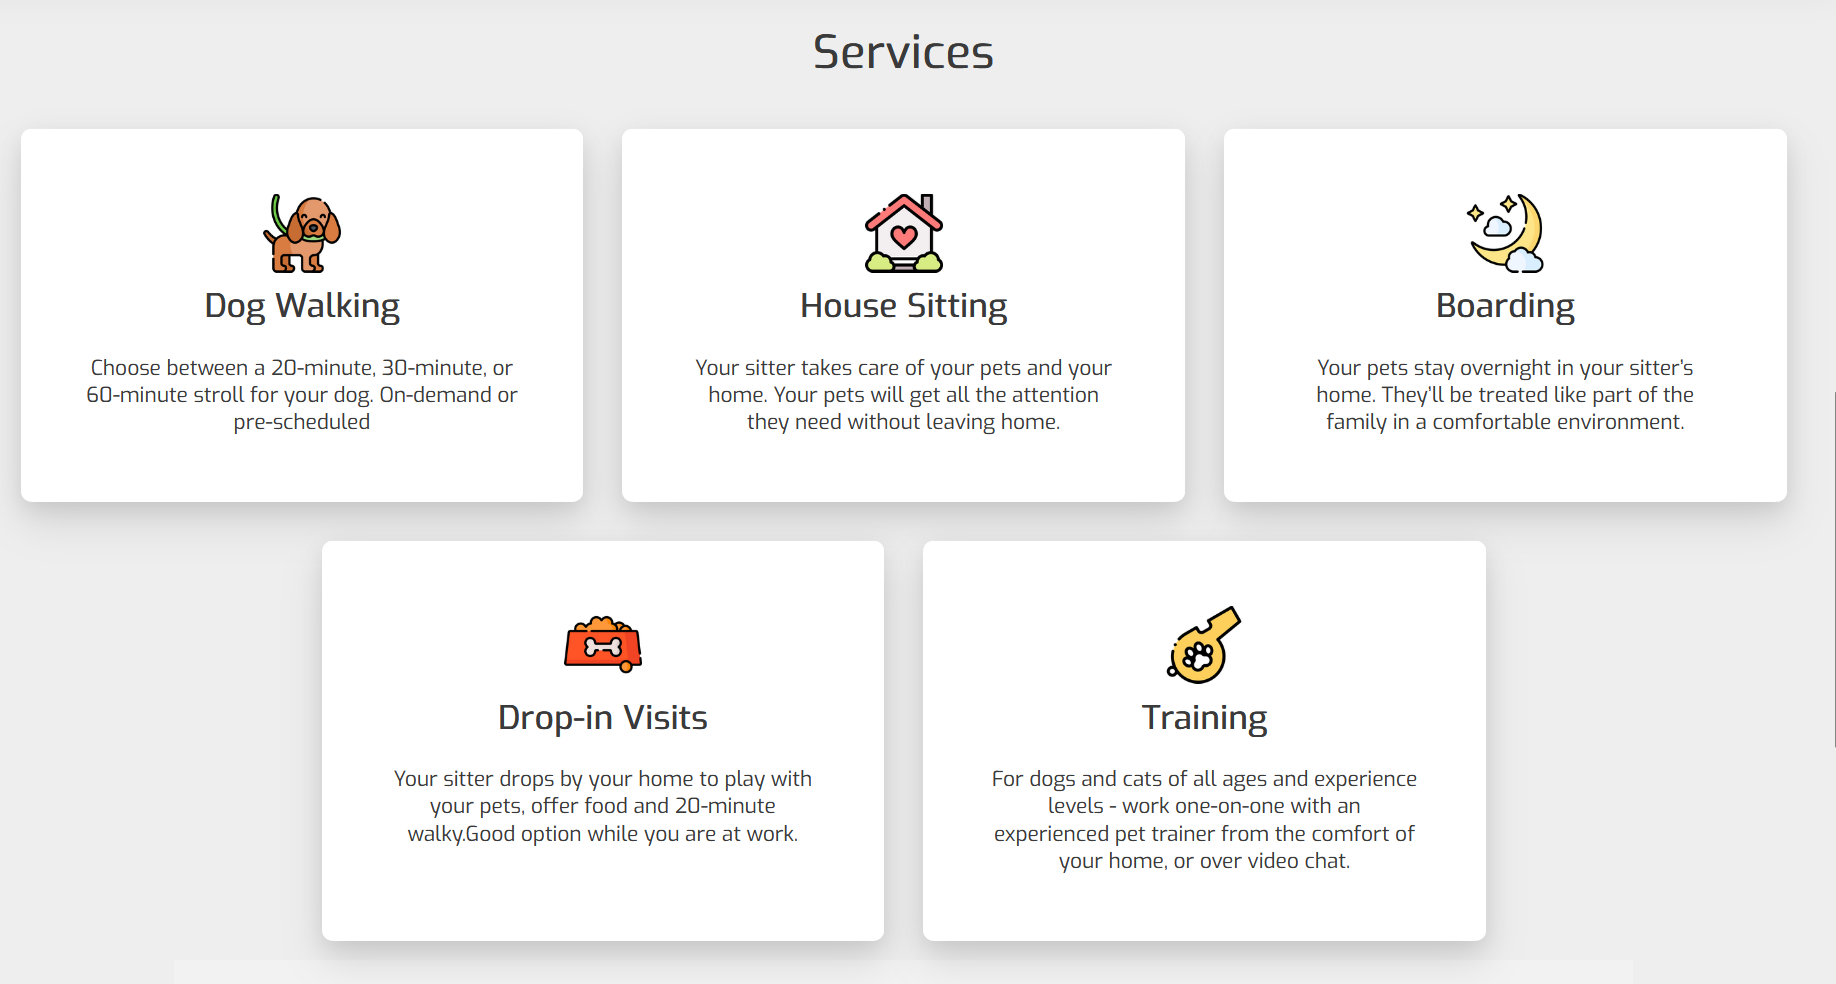 Services
Dog Walking
Choose between a 20-minute, 30-minute, or
60-minute stroll for your dog. On-demand or
pre-scheduled
House Sitting
Your sitter takes care of your pets and your
home. Your pets will get all the attention
they need without leaving home.
Boarding
Your pets stay overnight in your sitter's
home. They'll be treated like part of the
family in a comfortable environment.
Drop-in Visits
Your sitter drops by your home to play with
your pets, offer food and 20-minute
walky.Good option while you are at work.
Training
For dogs and cats of all ages and experience
levels - work one-on-one with an
experienced pet trainer from the comfort of
your home, or over video chat.